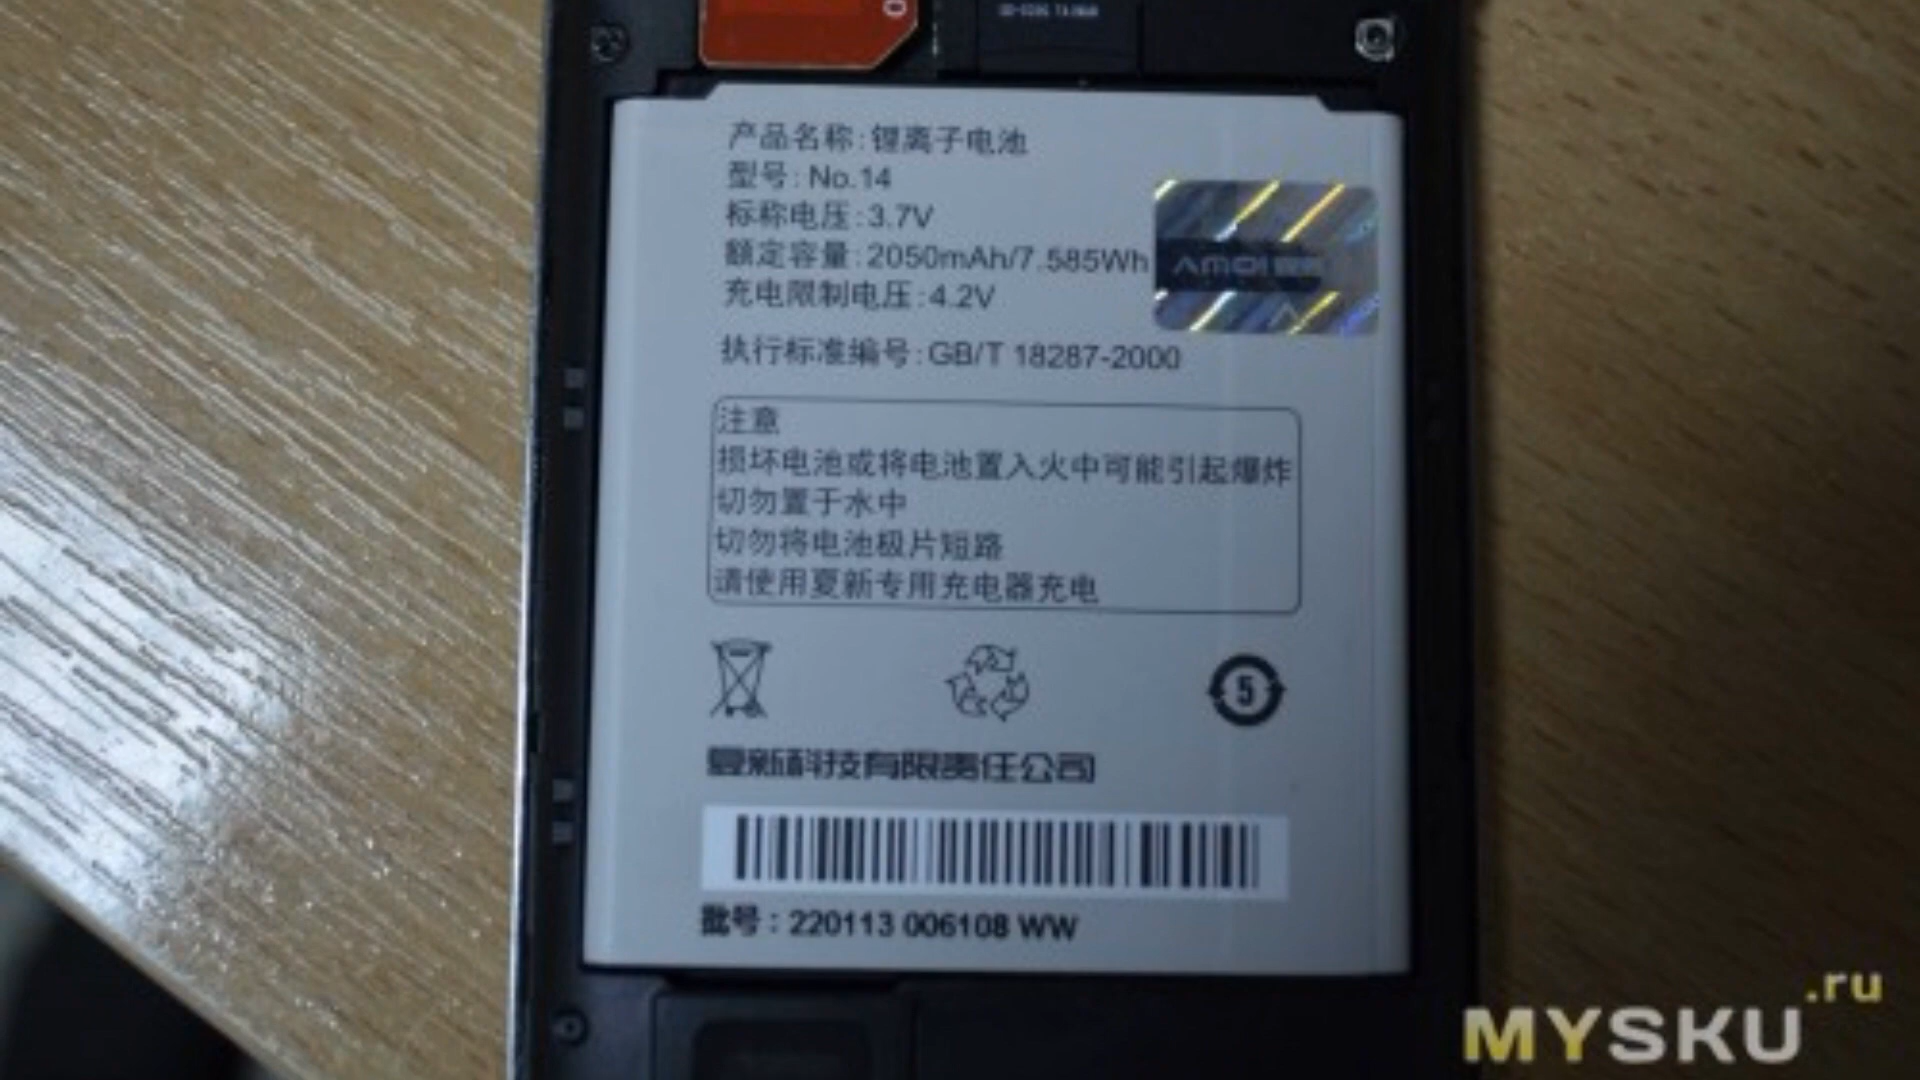 产品名称:锂离子电池
型号:No.14
标称电压:3.7V
额定容量:2050mAh/7.585Wh
充电限制电压:4.2V
AMOI
执行标准编号:GB/T 18287-2000
注意
损坏电池或将电池置入火中可能引起爆炸
切勿置于水中
切勿将电池极片短路
请使用夏新专用充电器充电
5
夏新科技有限责任公司
批号：220113 006108 WW
MYSKU.ru